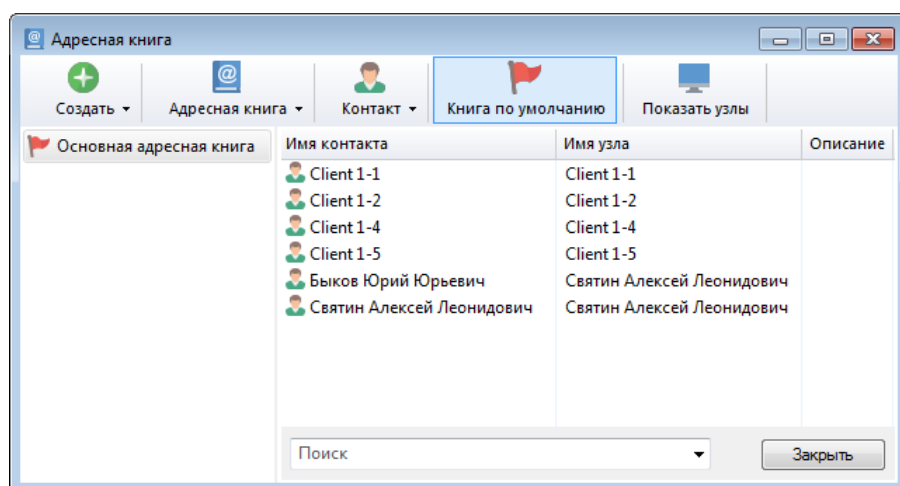 Адресная книга
Создать Адресная книга Контакт Книга по умолчанию Показать узлы
Основная адресная книга
Имя контакта Имя узла Описание
Client 1-1 Client 1-1
Client 1-2 Client 1-2
Client 1-4 Client 1-4
Client 1-5 Client 1-5
Быков Юрий Юрьевич Святин Алексей Леонидович
Святин Алексей Леонидович Святин Алексей Леонидович
Поиск Закрыть